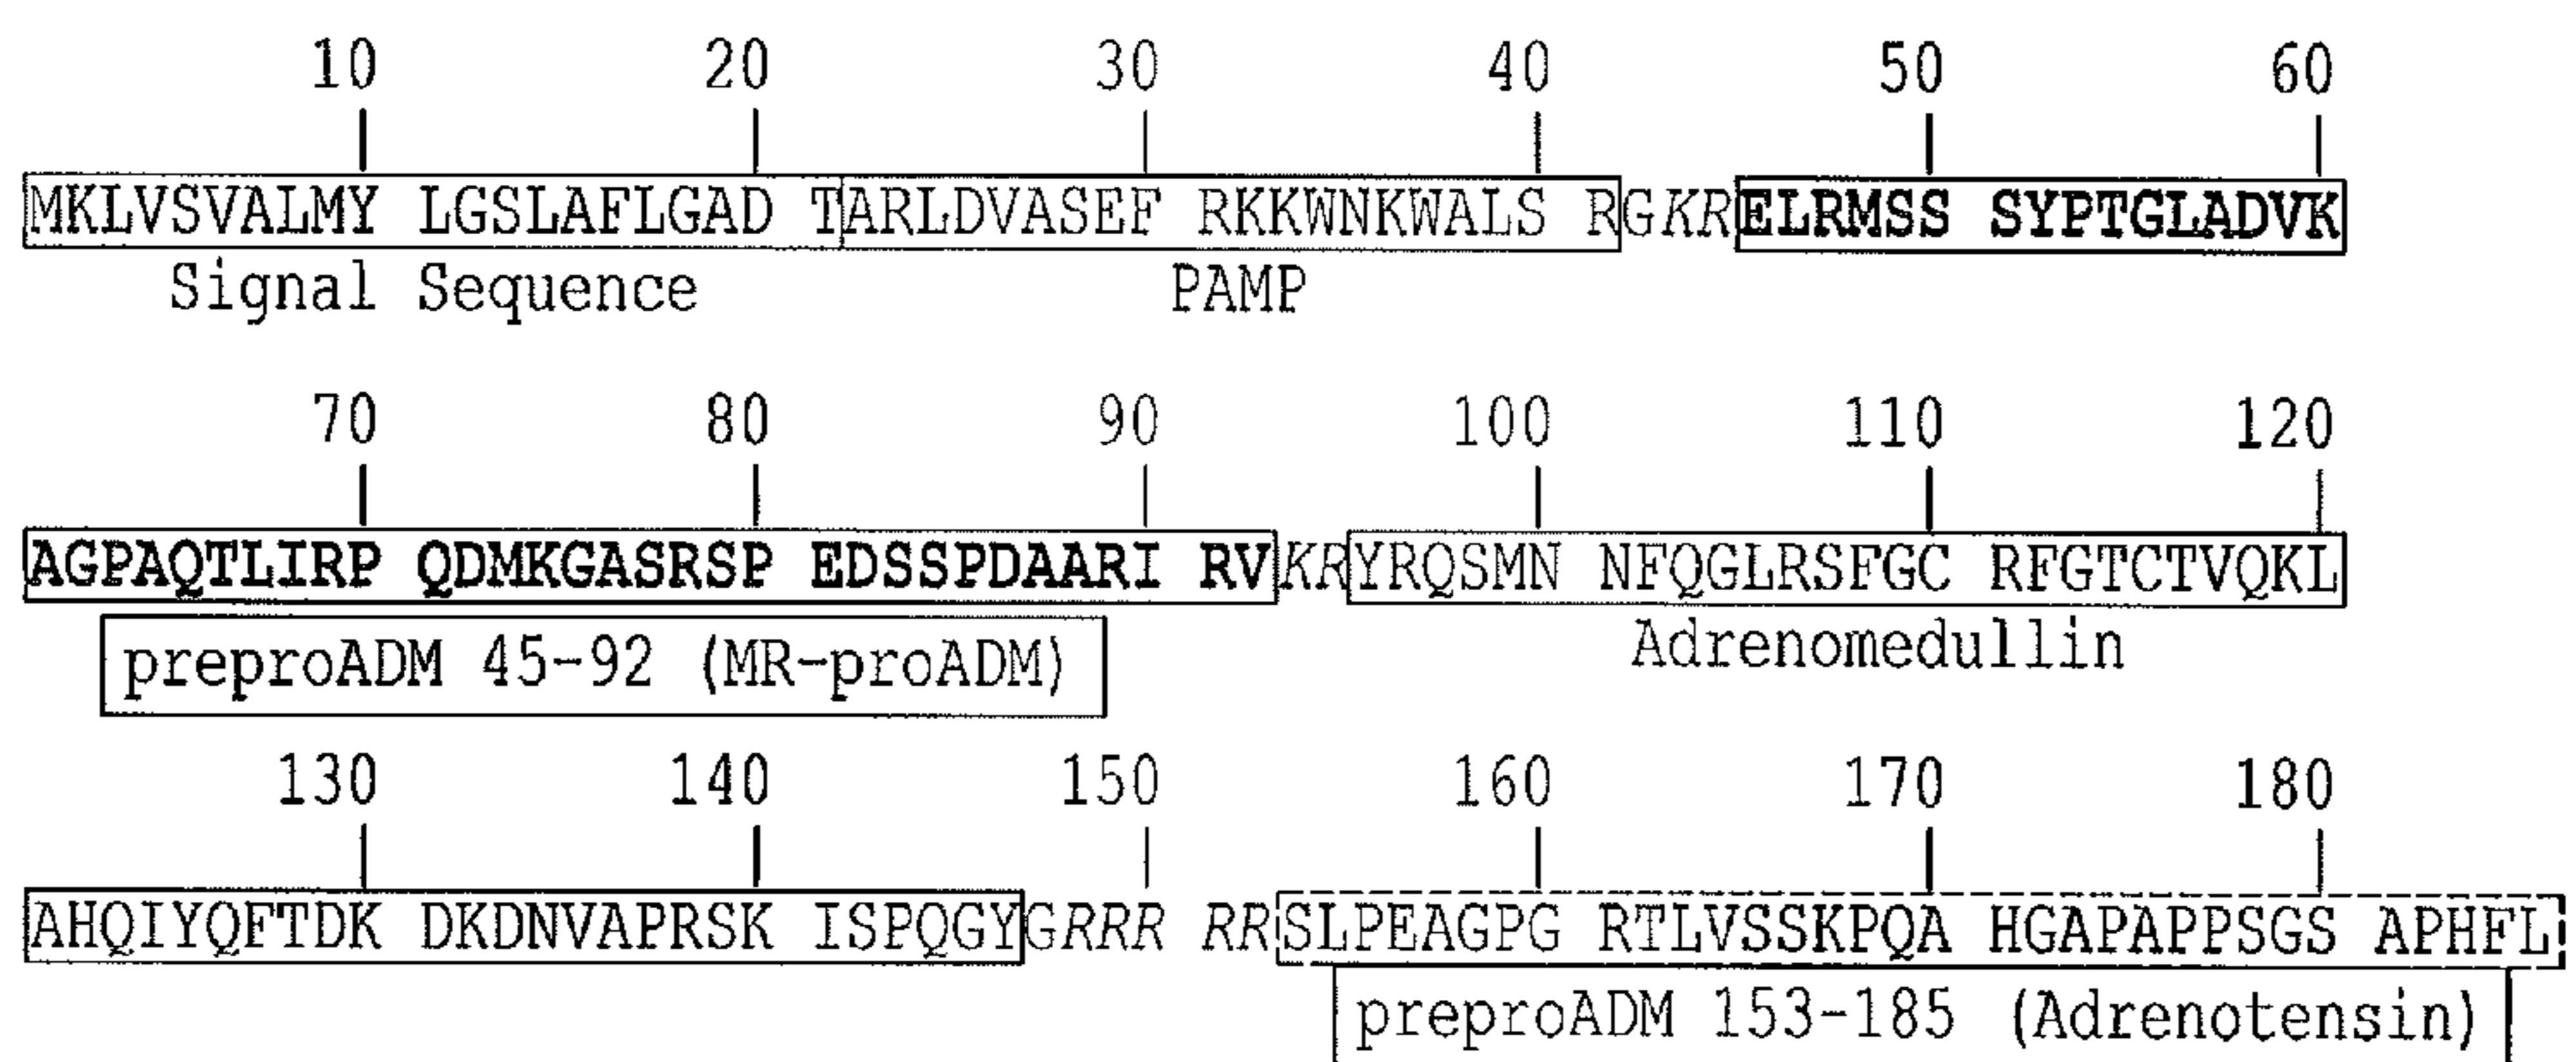 10 20 30 40 50 60
MKLVSVALMY LGSLAFLGAD TARLDVASEF RKKWNKWALS RGKRELRMSS SYPTGLADVK
Signal Sequence PAMP
70 80 90 100 110 120
AGPAQTLIRP QDMKGASRSP EDSSPDAARI RVKRYRQSMN NFQGLRSFGC RFGTCTVQKL
preproADM 45-92 (MR-proADM) Adrenomedullin
130 140 150 160 170 180
AHQIYQFTDK DKDNVAPRSK ISPQGYGRRR RRSLPEAGPG RTLVSSKPQA HGAPAPPSGS APHFL
preproADM 153-185 (Adrenotensin)